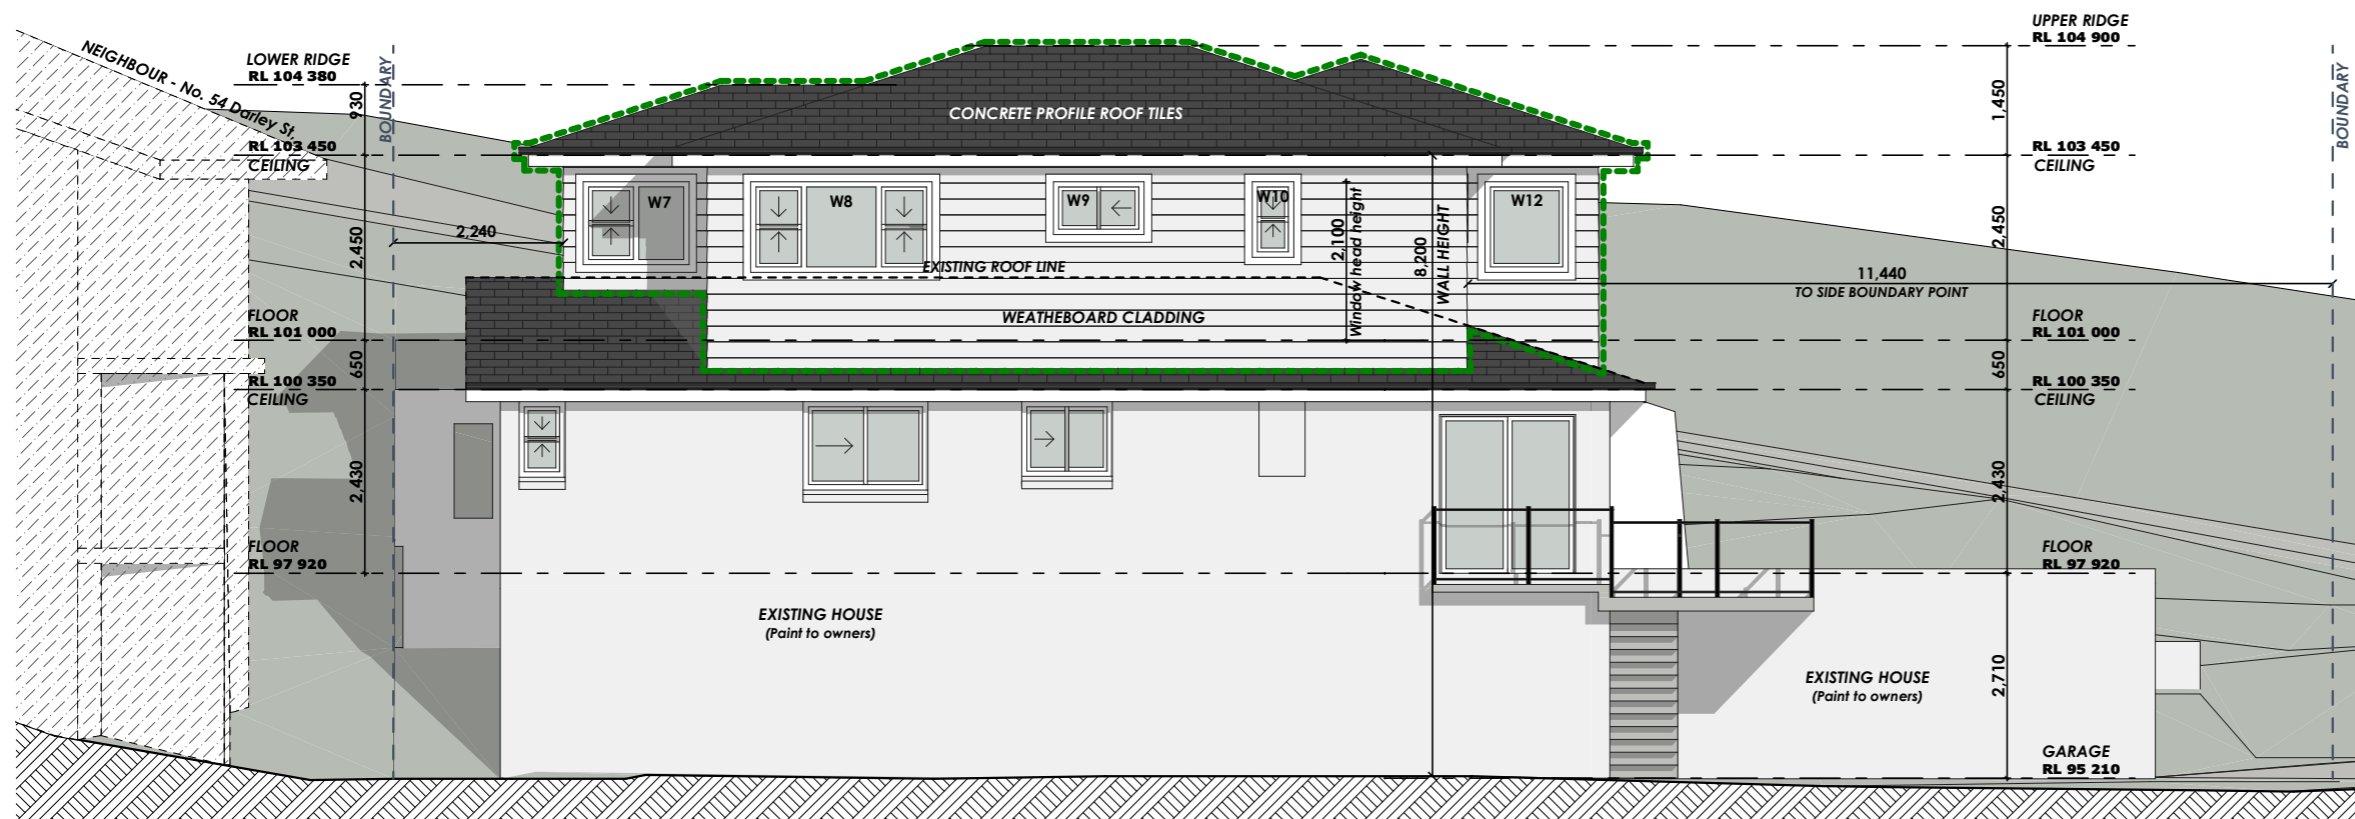 UPPER RIDGE
RL 104 900
LOWER RIDGE
RL 104 380
NEIGHBOUR - No. 54 Darley St,
BOUNDARY
BOUNDARY
930
1,450
CONCRETE PROFILE ROOF TILES
RL 103 450
CEILING
RL 103 450
CEILING
W7
W8
W9
W10
W12
2,240
2,450
2,100
Window head height
8,200
WALL HEIGHT
2,450
EXISTING ROOF LINE
11,440
TO SIDE BOUNDARY POINT
WEATHEBOARD CLADDING
FLOOR
RL 101 000
FLOOR
RL 101 000
650
650
RL 100 350
CEILING
RL 100 350
CEILING
2,430
2,430
FLOOR
RL 97 920
FLOOR
RL 97 920
EXISTING HOUSE
(Paint to owners)
EXISTING HOUSE
(Paint to owners)
2,710
GARAGE
RL 95 210